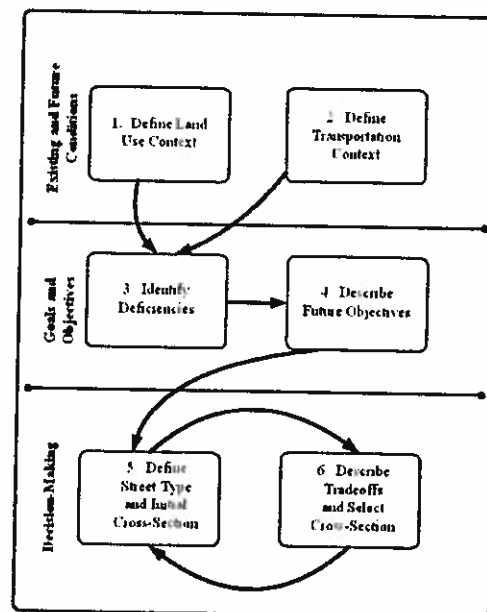 Existing and Future
Conditions
1. Define Land
Use Context
2 Define
Transportation
Context
Goals and
Objectives
3 Identify
Deficiencies
4 Describe
Future Objectives
Decision-Making
5 Define
Street Type
and Initial
Cross-Section
6 Describe
Tradeoffs
and Select
Cross-Section